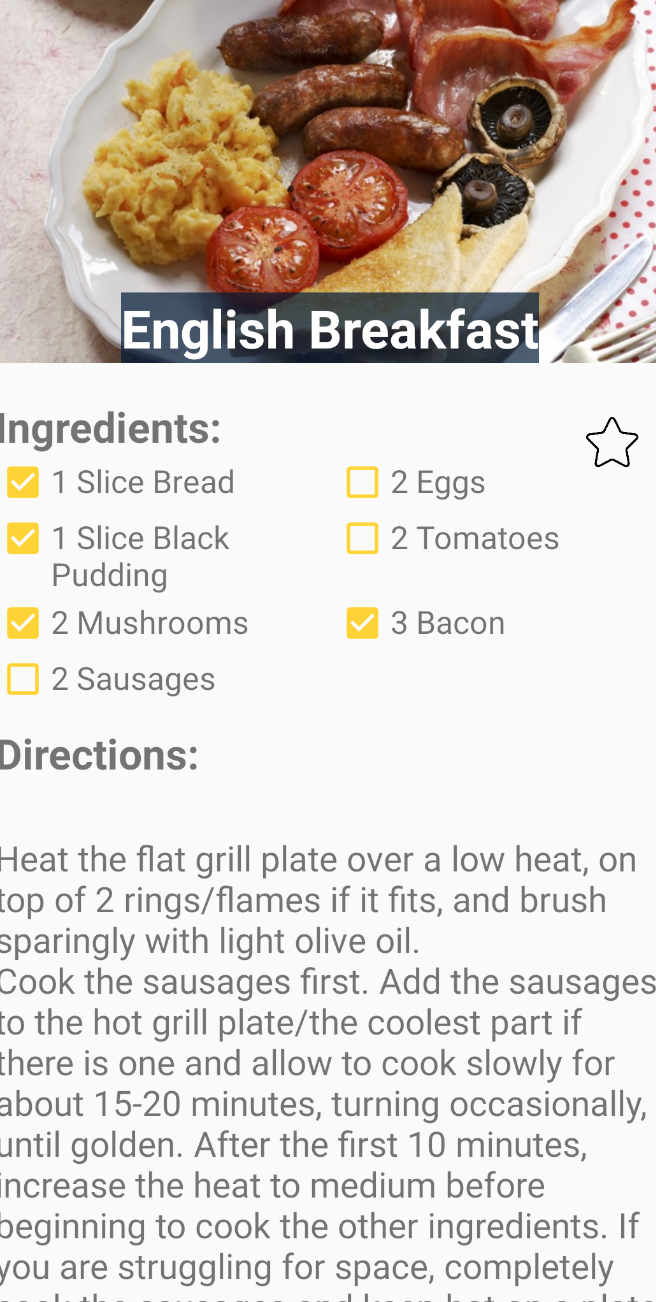 English Breakfast
Ingredients:
1 Slice Bread
2 Eggs
1 Slice Black
Pudding
2 Tomatoes
2 Mushrooms
3 Bacon
2 Sausages
Directions:
Heat the flat grill plate over a low heat, on
top of 2 rings/flames if it fits, and brush
sparingly with light olive oil.
Cook the sausages first. Add the sausages
to the hot grill plate/the coolest part if
there is one and allow to cook slowly for
about 15-20 minutes, turning occasionally,
until golden. After the first 10 minutes,
increase the heat to medium before
beginning to cook the other ingredients. If
you are struggling for space, completely